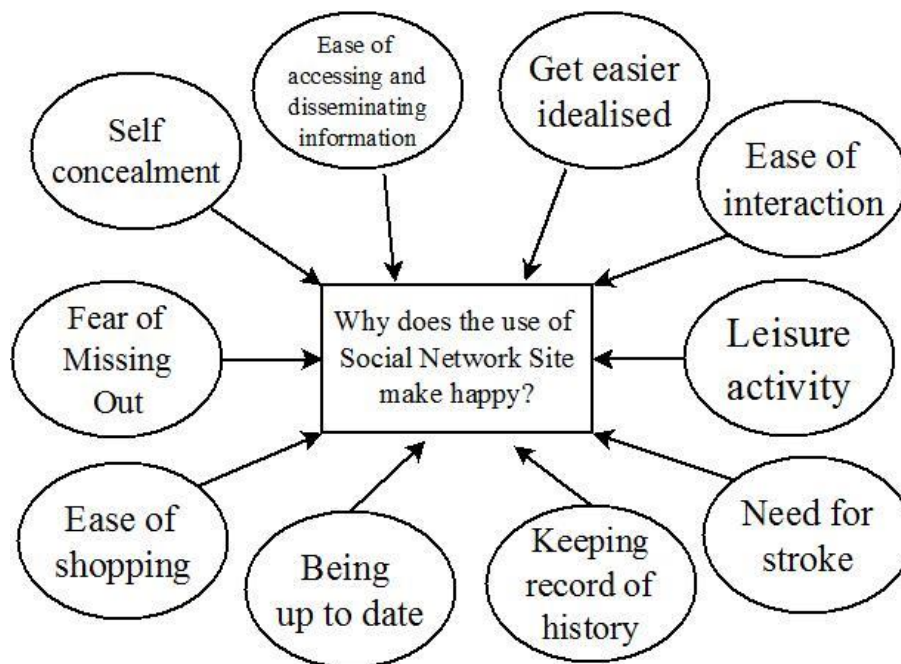 Self
concealment
Ease of
accessing and
disseminating
information
Get easier
idealised
Ease of
interaction
Fear of
Missing
Out
Why does the use of
Social Network Site
make happy?
Leisure
activity
Ease of
shopping
Being
up to date
Keeping
record of
history
Need for
stroke